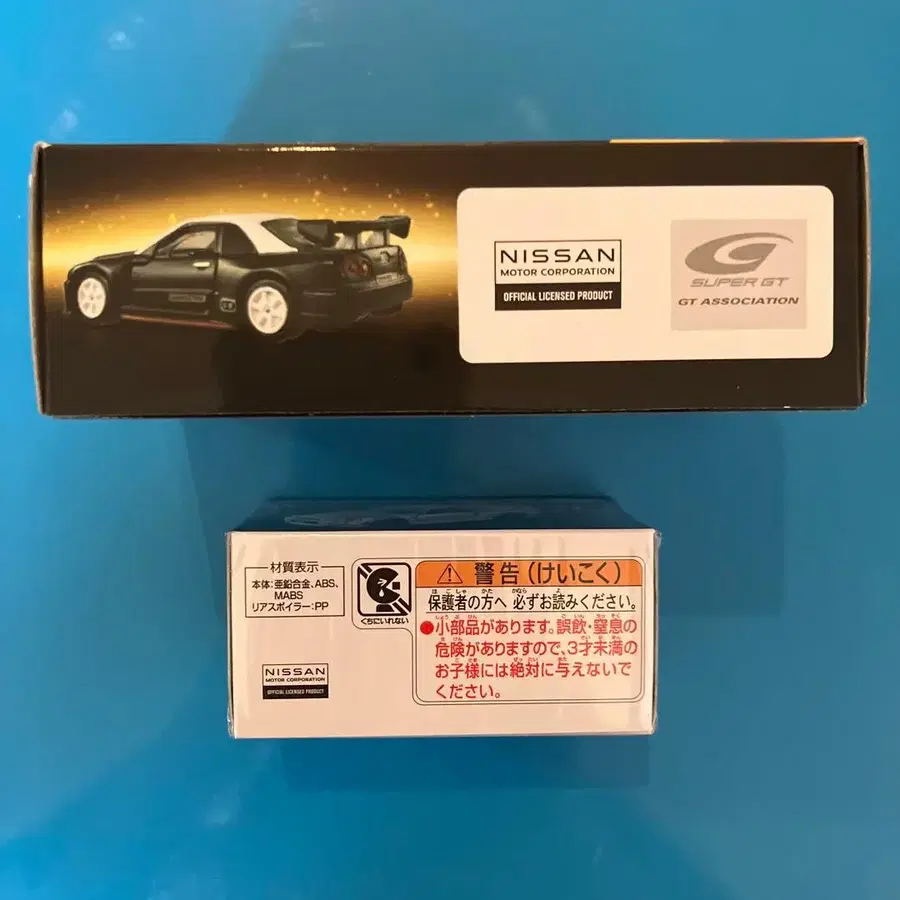 NISSAN
MOTOR CORPORATION
OFFICIAL LICENSED PRODUCT
SUPER GT
GT ASSOCIATION
材質表示
本体:亜鉛合金、ABS、
MABS
リアスポイラー:PP
くちにいれない
警告(けいこく)
保護者の方へ 必ずお読みください。
●小部品があります。誤飲・窒息の
危険がありますので、3才未満の
お子様には絶対に与えないで
ください。
NISSAN
MOTOR CORPORATION
OFFICIAL LICENSED PRODUCT